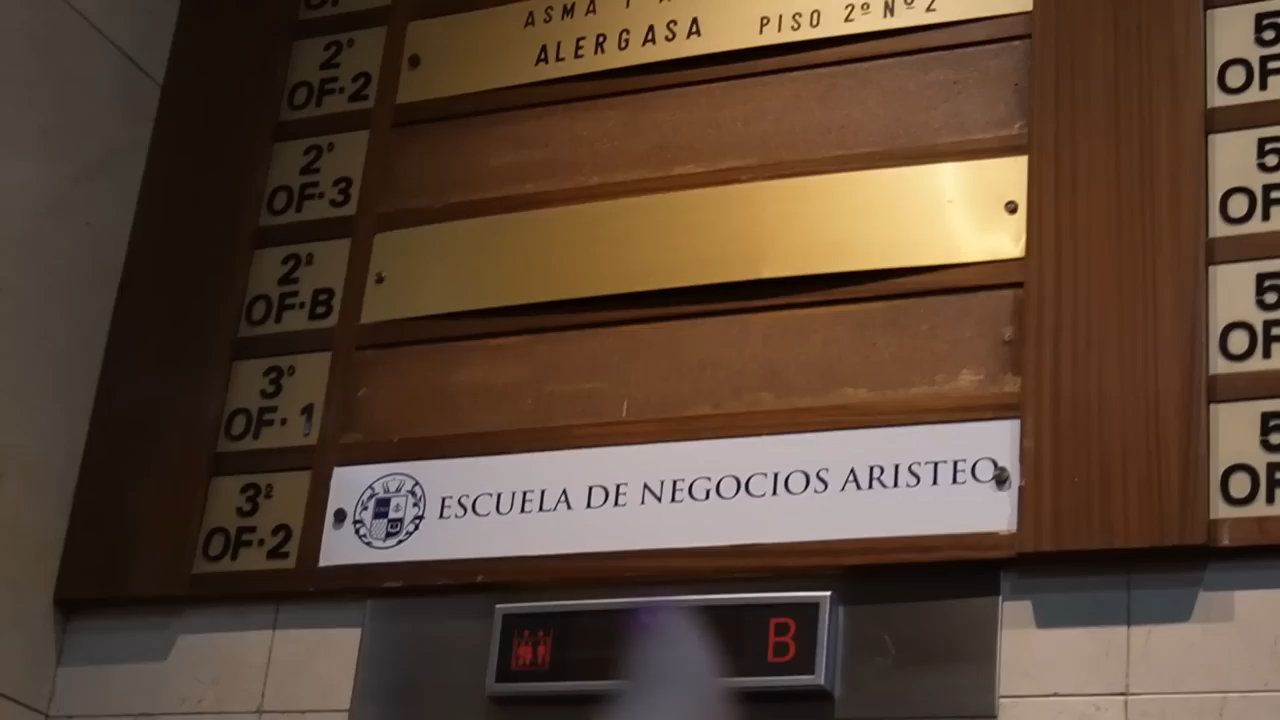 ASMA
ALERGASA PISO 2º Nº 2
2º
OF·2
2º
OF·3
2º
OF·B
3º
OF·1
3º
OF·2
ESCUELA DE NEGOCIOS ARISTEO
B
5
OF
5
OF
5
OF
5
OF